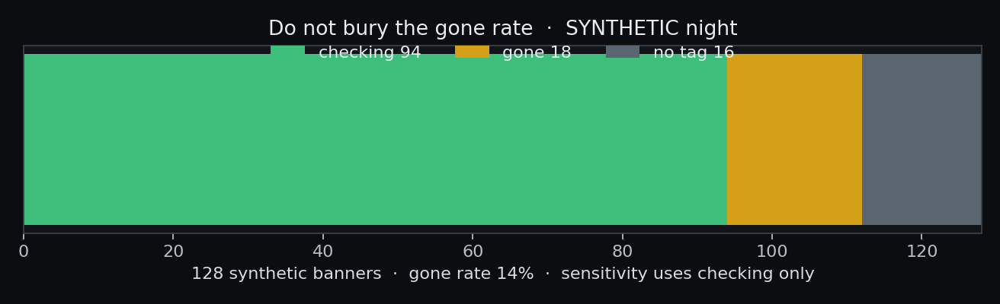 Do not bury the gone rate · SYNTHETIC night
checking 94 gone 18 no tag 16
0 20 40 60 80 100 120
128 synthetic banners · gone rate 14% · sensitivity uses checking only